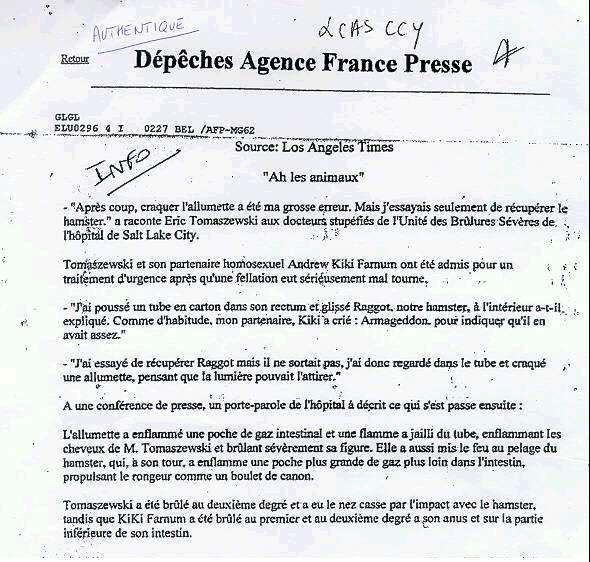 AUTHENTIQUE
Retour
Dépêches Agence France Presse
GLGL
ELU0296 4 I 0227 BEL /AFP-MG62
INFO
Source: Los Angeles Times
"Ah les animaux"
- "Après coup, craquer l'allumette a été ma grosse erreur. Mais j'essayais seulement de récupérer le
hamster." a raconte Eric Tomaszewski aux docteurs stupéfiés de l'Unité des Brûlures Sévères de
l'hôpital de Salt Lake City.
Tomaszewski et son partenaire homosexuel Andrew Kiki Farnum ont été admis pour un
traitement d'urgence après qu'une fellation eut sérieusement mal tourne.
- "J'ai poussé un tube en carton dans son rectum et glissé Raggot, notre hamster, à l'intérieur a-t-il
expliqué. Comme d'habitude, mon partenaire, Kiki a crié : Armageddon pour indiquer qu'il en
avait assez."
- "J'ai essayé de récupérer Raggot mais il ne sortait pas, j'ai donc regardé dans le tube et craqué
une allumette, pensant que la lumière pouvait l'attirer."
A une conférence de presse, un porte-parole de l'hôpital à décrit ce qui s'est passe ensuite :
L'allumette a enflammé une poche de gaz intestinal et une flamme a jailli du tube, enflammant les
cheveux de M. Tomaszewski et brûlant sévèrement sa figure. Elle a aussi mis le feu au pelage du
hamster, qui, à son tour, a enflammé une poche plus grande de gaz plus loin dans l'intestin,
propulsant le rongeur comme un boulet de canon.
Tomaszewski a été brûlé au deuxième degré et a eu le nez casse par l'impact avec le hamster,
tandis que KiKi Farnum a été brûlé au premier et au deuxième degré a son anus et sur la partie
inférieure de son intestin.